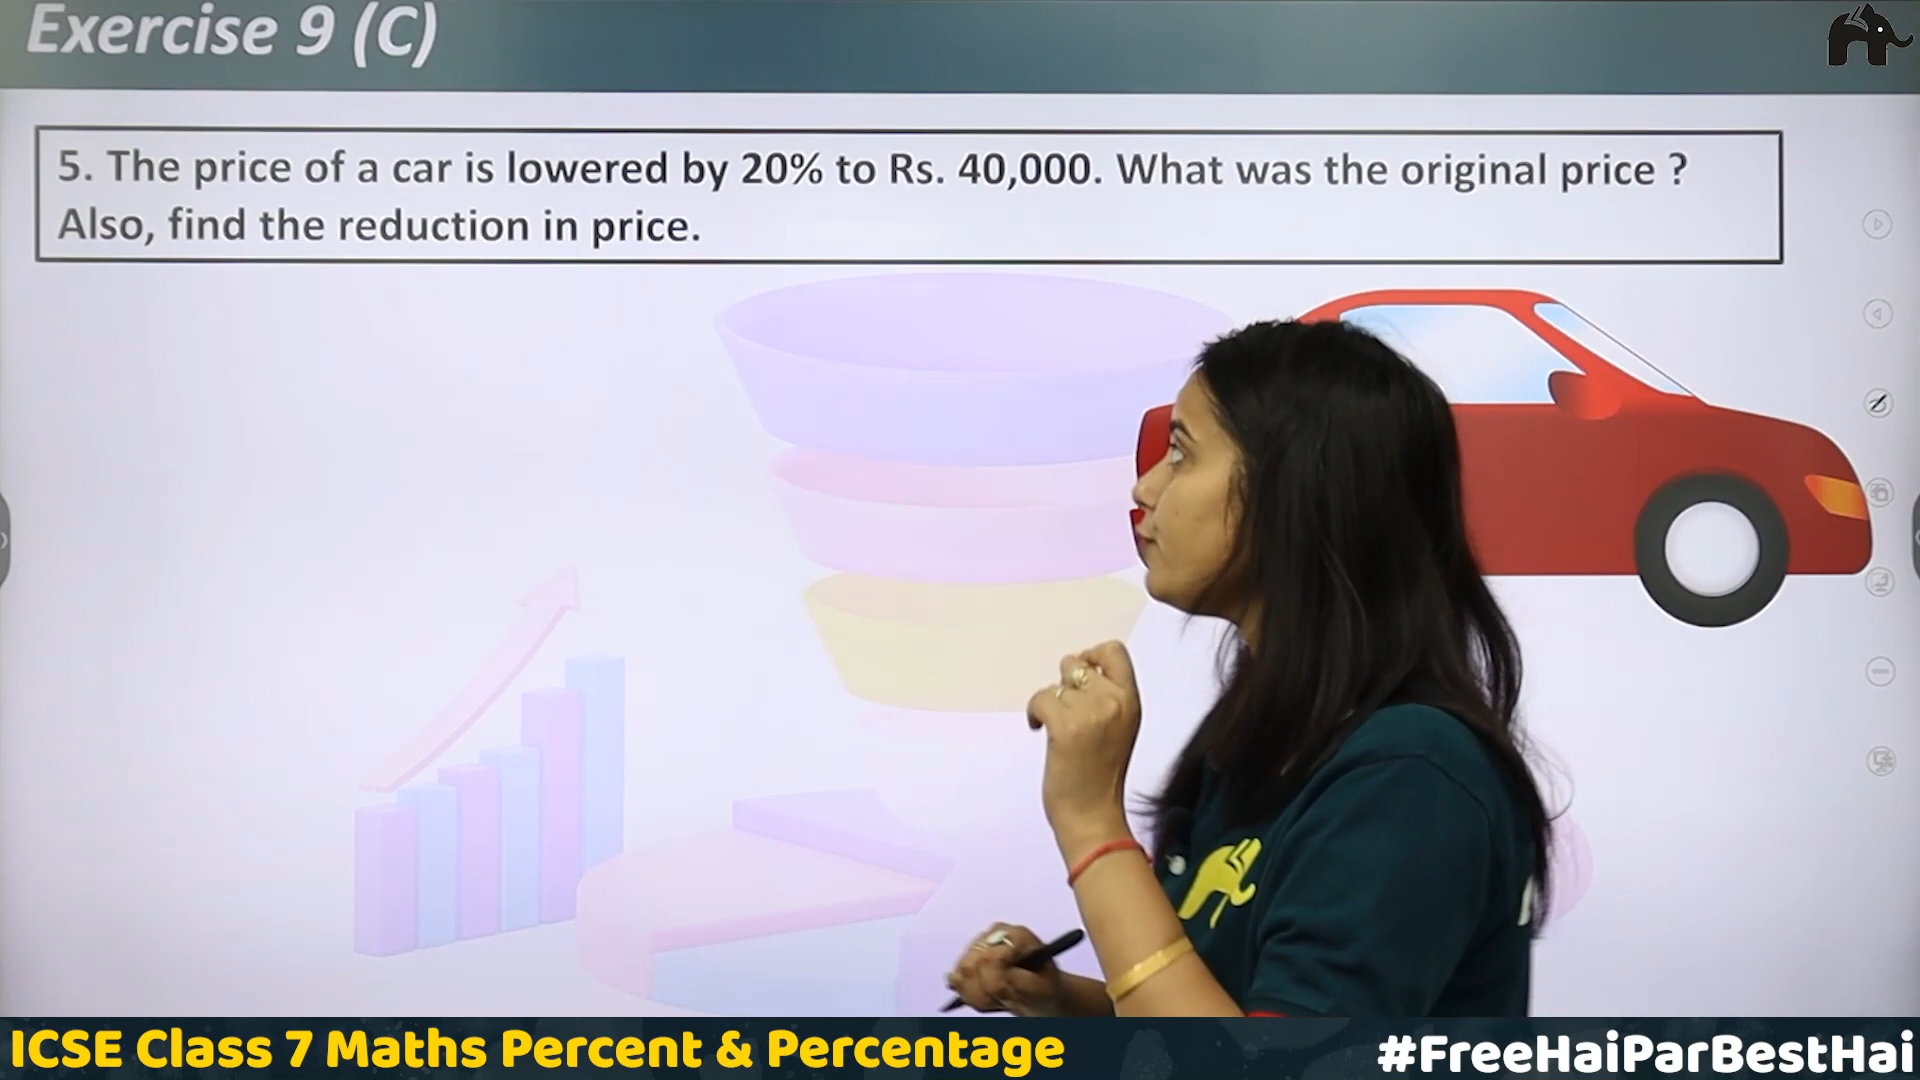 Exercise 9 (C)
5. The price of a car is lowered by 20% to Rs. 40,000. What was the original price ?
Also, find the reduction in price.
ICSE Class 7 Maths Percent & Percentage
#FreeHaiParBestHai